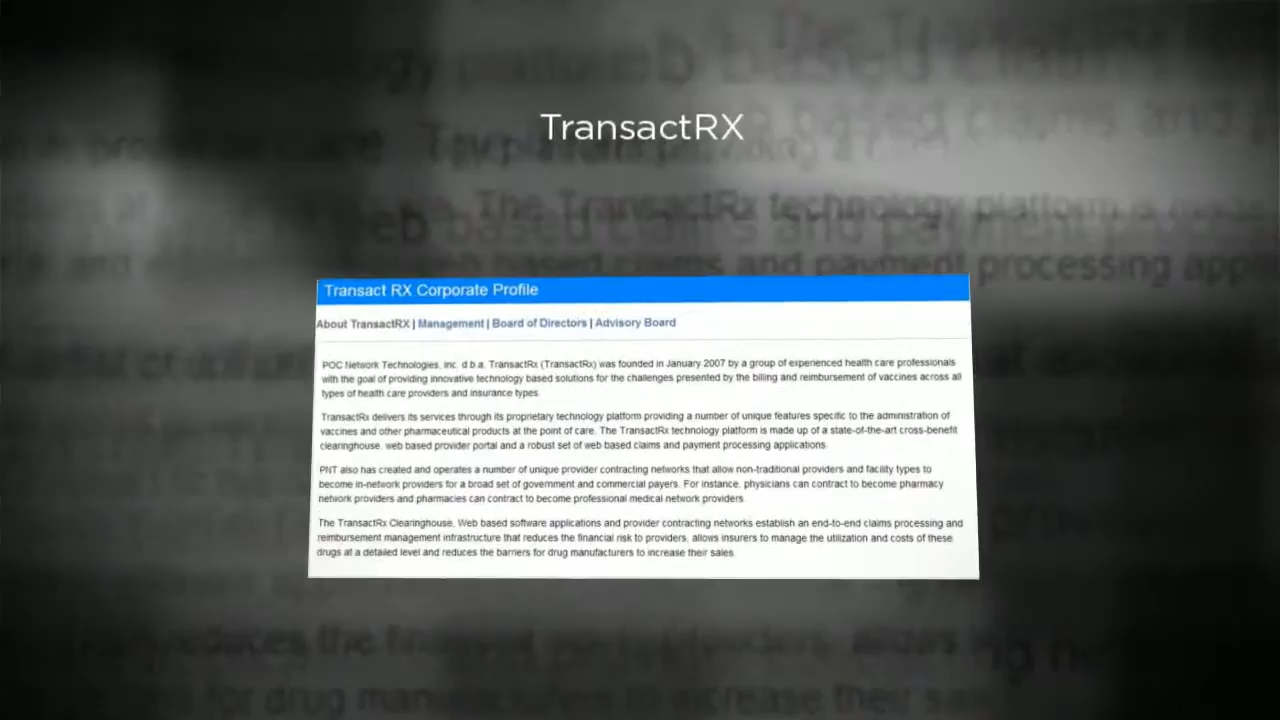 TransactRX
Transact RX Corporate Profile
About TransactRX | Management | Board of Directors | Advisory Board
POC Network Technologies, Inc. d.b.a. TransactRx (TransactRx) was founded in January 2007 by a group of experienced health care professionals
with the goal of providing innovative technology based solutions for the challenges presented by the billing and reimbursement of vaccines across all
types of health care providers and insurance types.
TransactRx delivers its services through its proprietary technology platform providing a number of unique features specific to the administration of
vaccines and other pharmaceutical products at the point of care. The TransactRx technology platform is made up of a state-of-the-art cross-benefit
clearinghouse, web based provider portal and a robust set of web based claims and payment processing applications.
PNT also has created and operates a number of unique provider contracting networks that allow non-traditional providers and facility types to
become in-network providers for a broad set of government and commercial payers. For instance, physicians can contract to become pharmacy
network providers and pharmacies can contract to become professional medical network providers.
The TransactRx Clearinghouse, Web based software applications and provider contracting networks establish an end-to-end claims processing and
reimbursement management infrastructure that reduces the financial risk to providers, allows insurers to manage the utilization and costs of these
drugs at a detailed level and reduces the barriers for drug manufacturers to increase their sales.